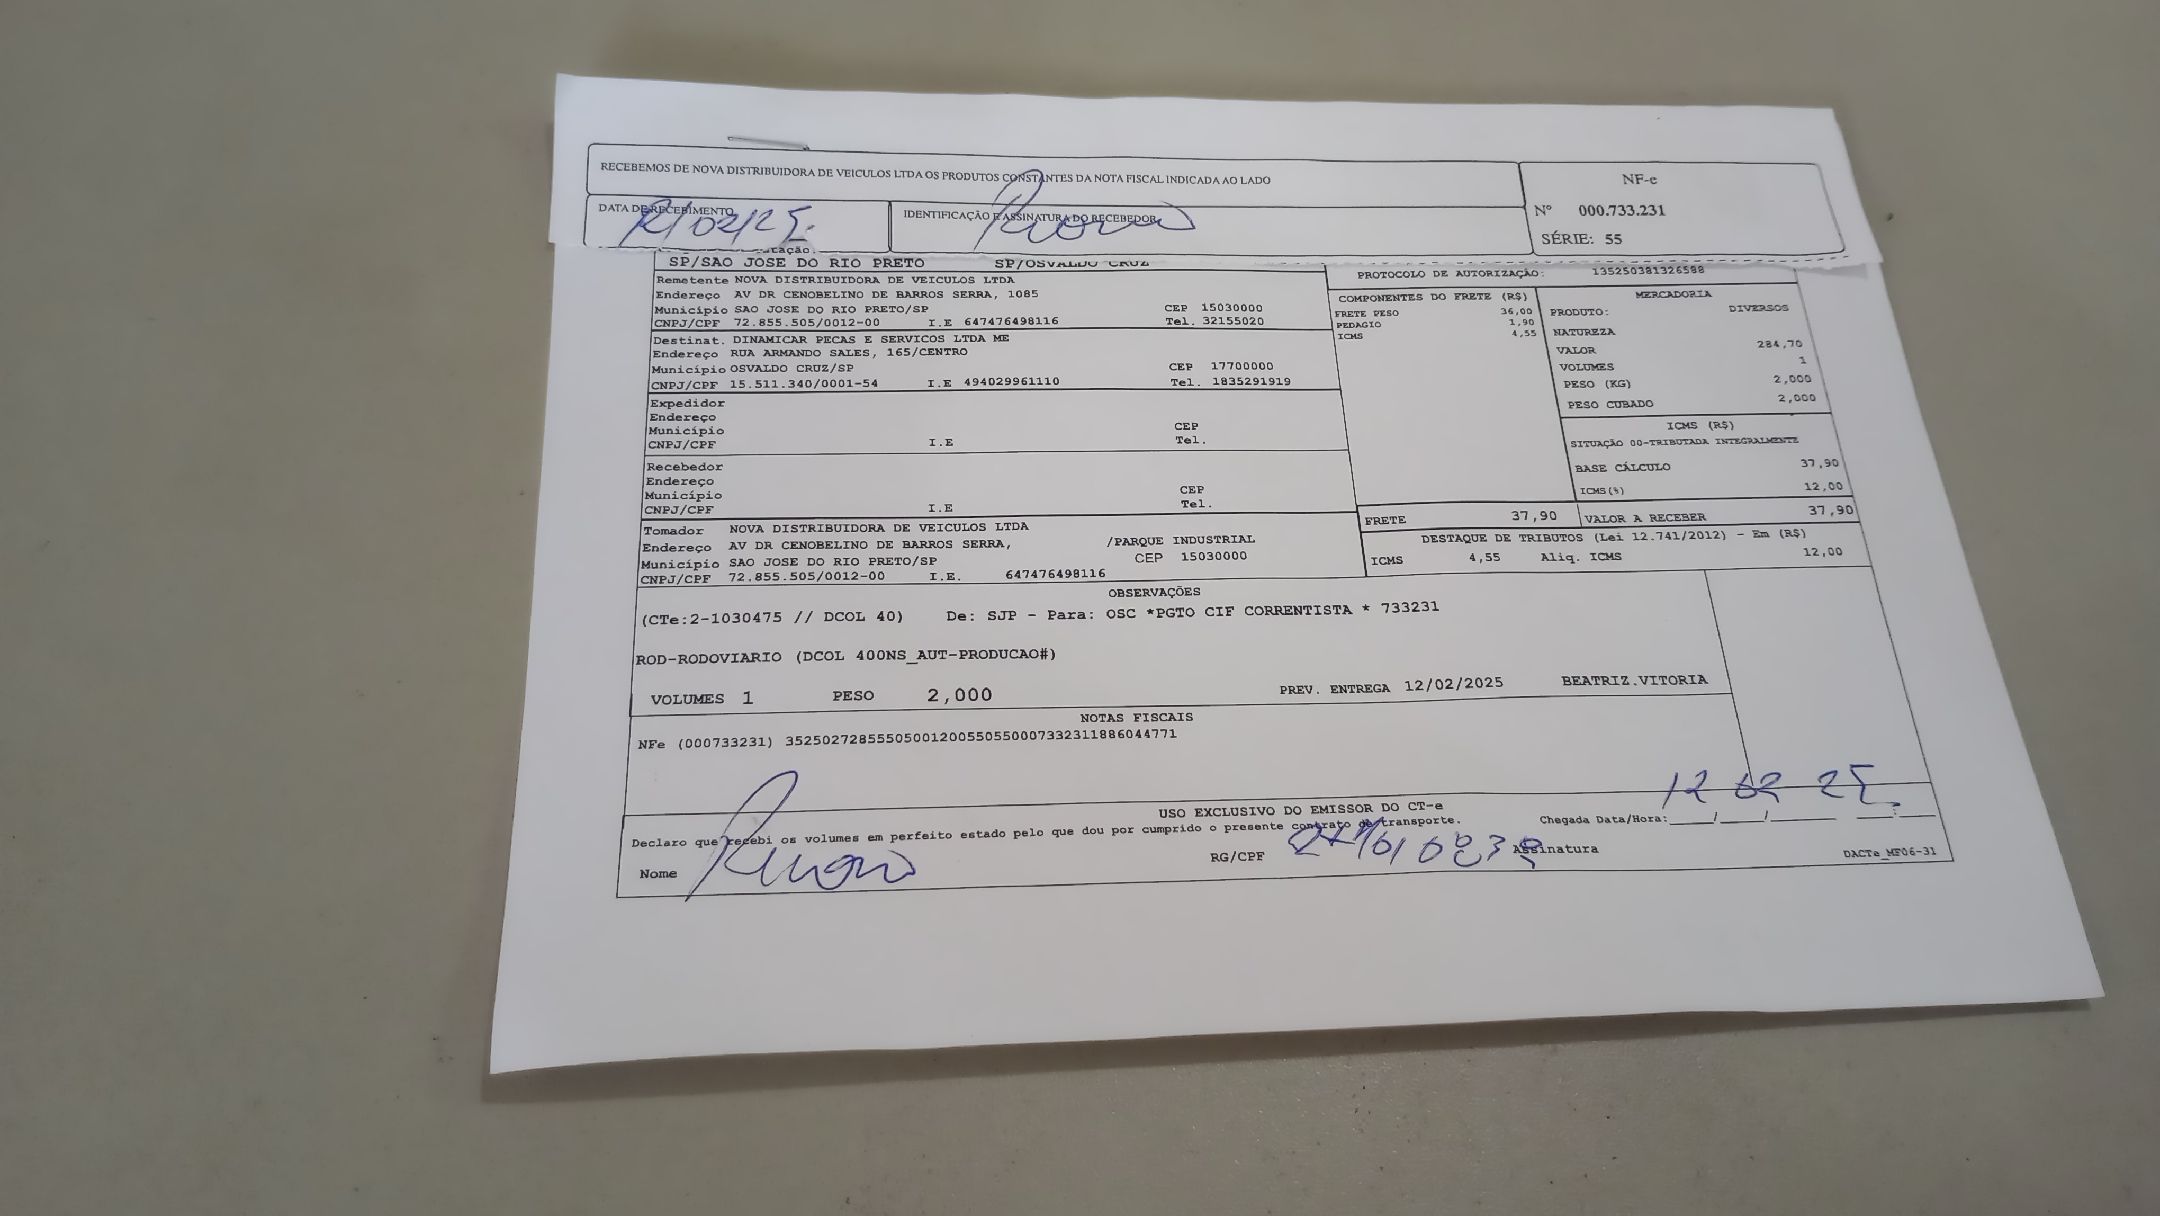 RECEBEMOS DE NOVA DISTRIBUIDORA DE VEICULOS LTDA OS PRODUTOS CONSTANTES DA NOTA FISCAL INDICADA AO LADO
NF-e
Nº 000.733.231
SÉRIE: 55
DATA DE RECEBIMENTO
12/02/25
IDENTIFICAÇÃO E ASSINATURA DO RECEBEDOR
SP/SAO JOSE DO RIO PRETO SP/OSVALDO CRUZ
PROTOCOLO DE AUTORIZAÇÃO: 135250381326588
Remetente NOVA DISTRIBUIDORA DE VEICULOS LTDA
Endereço AV DR CENOBELINO DE BARROS SERRA, 1085
Município SAO JOSE DO RIO PRETO/SP CEP 15030000
CNPJ/CPF 72.855.505/0012-00 I.E 647476498116 Tel. 32155020
Destinat. DINAMICAR PECAS E SERVICOS LTDA ME
Endereço RUA ARMANDO SALES, 165/CENTRO
Município OSVALDO CRUZ/SP CEP 17700000
CNPJ/CPF 15.511.340/0001-54 I.E 494029961110 Tel. 1835291919
Expedidor
Endereço
Município CEP
CNPJ/CPF I.E Tel.
Recebedor
Endereço
Município CEP
CNPJ/CPF I.E Tel.
Tomador NOVA DISTRIBUIDORA DE VEICULOS LTDA
Endereço AV DR CENOBELINO DE BARROS SERRA, /PARQUE INDUSTRIAL
Município SAO JOSE DO RIO PRETO/SP CEP 15030000
CNPJ/CPF 72.855.505/0012-00 I.E. 647476498116
COMPONENTES DO FRETE (R$)
FRETE PESO 36,00
PEDAGIO 1,90
ICMS 4,55
MERCADORIA
PRODUTO: DIVERSOS
NATUREZA
VALOR 284,70
VOLUMES 1
PESO (KG) 2,000
PESO CUBADO 2,000
ICMS (R$)
SITUAÇÃO 00-TRIBUTADA INTEGRALMENTE
BASE CÁLCULO 37,90
ICMS(%) 12,00
FRETE 37,90 VALOR A RECEBER 37,90
DESTAQUE DE TRIBUTOS (Lei 12.741/2012) - Em (R$)
ICMS 4,55 Aliq. ICMS 12,00
OBSERVAÇÕES
(CTe:2-1030475 // DCOL 40) De: SJP - Para: OSC *PGTO CIF CORRENTISTA * 733231
ROD-RODOVIARIO (DCOL 400NS_AUT-PRODUCAO#)
VOLUMES 1 PESO 2,000 PREV. ENTREGA 12/02/2025 BEATRIZ.VITORIA
NOTAS FISCAIS
NFe (000733231) 35250272855505001200550550007332311886044771
USO EXCLUSIVO DO EMISSOR DO CT-e
12 02 25
Declaro que recebi os volumes em perfeito estado pelo que dou por cumprido o presente contrato de transporte. Chegada Data/Hora: ____/____/______ ____:____
Nome RG/CPF Assinatura
DACTe_MF06-31